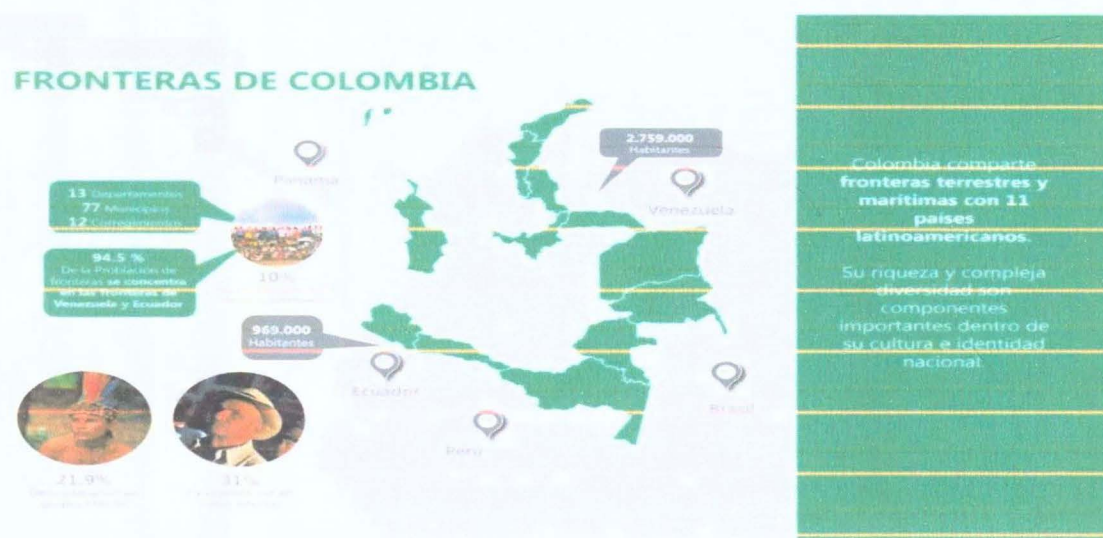 FRONTERAS DE COLOMBIA
Panamá
13 Departamentos
77 Municipios
12 Corregimientos
94.5 %
De la Población de
fronteras se concentra
en las fronteras de
Venezuela y Ecuador
10%
2.759.000
Habitantes
Venezuela
969.000
Habitantes
Ecuador
Perú
Brasil
21.9%
31%
Colombia comparte
fronteras terrestres y
marítimas con 11
países
latinoamericanos.
Su riqueza y compleja
diversidad son
componentes
importantes dentro de
su cultura e identidad
nacional.